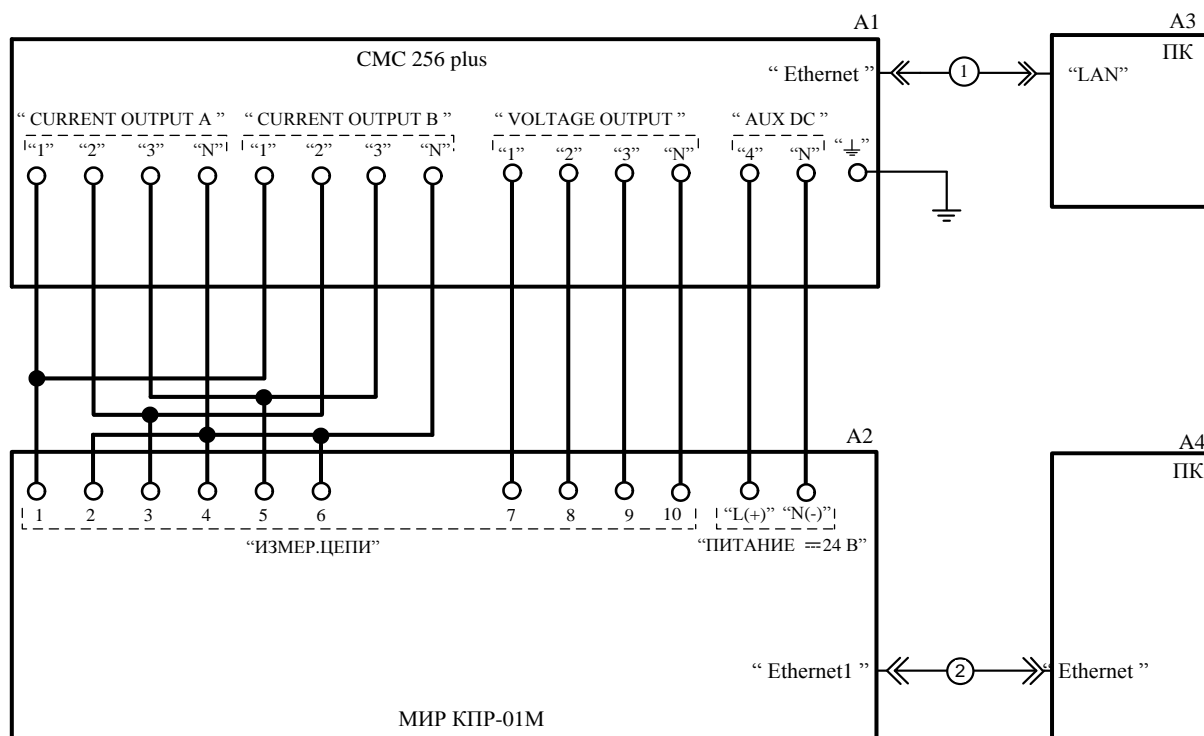 A1
A3
CMC 256 plus
ПК
“ Ethernet ”
1
“LAN”
“ CURRENT OUTPUT A ” “ CURRENT OUTPUT B ” “ VOLTAGE OUTPUT ” “ AUX DC ”
“1” “2” “3” “N” “1” “2” “3” “N” “1” “2” “3” “N” “4” “N” “⏚”
A2
A4
ПК
1 2 3 4 5 6 7 8 9 10 “L(+)” “N(-)”
“ИЗМЕР.ЦЕПИ” “ПИТАНИЕ ⎓24 В”
“ Ethernet1 ” 2 “ Ethernet ”
МИР КПР-01М